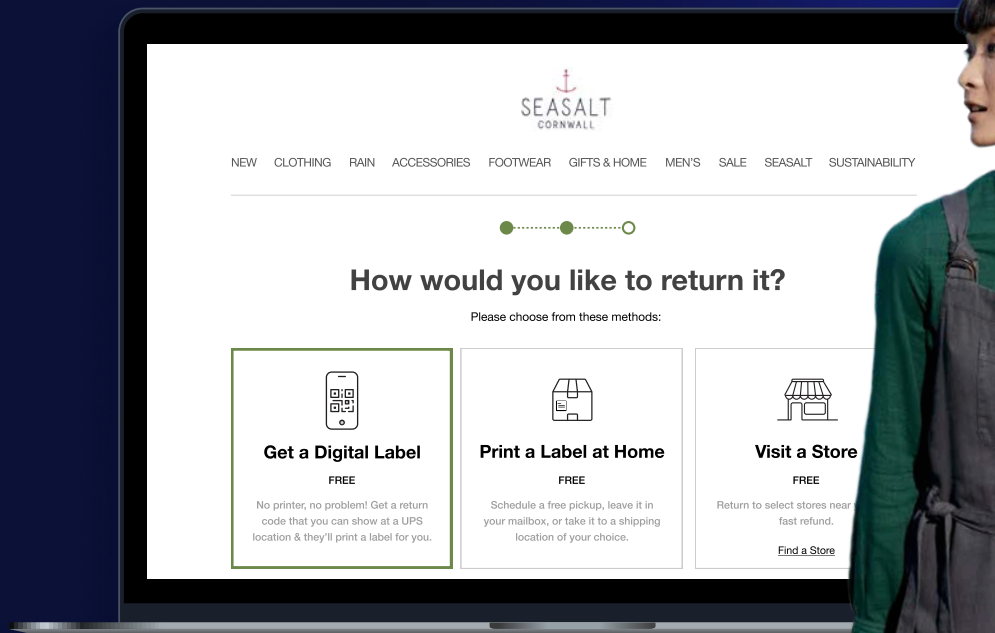 SEASALT
CORNWALL
NEW CLOTHING RAIN ACCESSORIES FOOTWEAR GIFTS & HOME MEN'S SALE SEASALT SUSTAINABILITY
How would you like to return it?
Please choose from these methods:
Get a Digital Label
FREE
No printer, no problem! Get a return
code that you can show at a UPS
location & they'll print a label for you.
Print a Label at Home
FREE
Schedule a free pickup, leave it in
your mailbox, or take it to a shipping
location of your choice.
Visit a Store
FREE
Return to select stores near
fast refund.
Find a Store